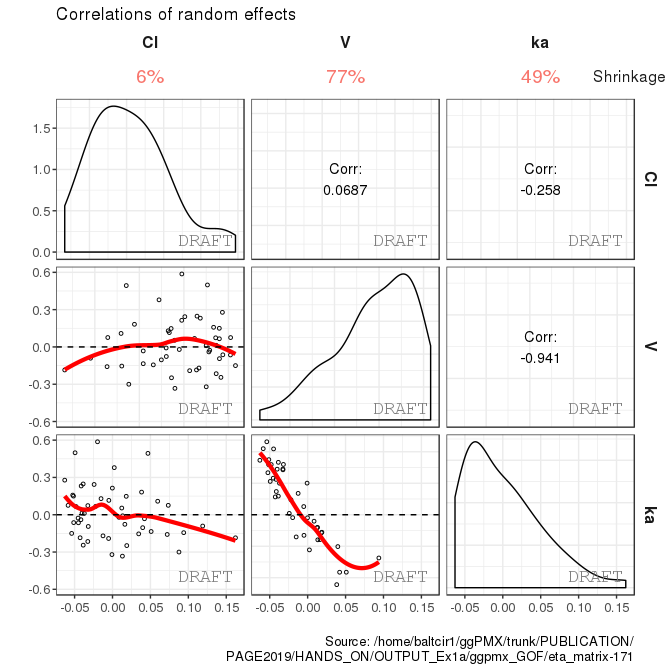 Correlations of random effects
Cl V ka
6% 77% 49% Shrinkage
1.5
1.0
0.5
0.0
DRAFT
Corr:
0.0687
DRAFT
Corr:
-0.258
DRAFT
Cl
0.6
0.3
0.0
-0.3
-0.6
DRAFT
DRAFT
Corr:
-0.941
DRAFT
V
0.6
0.3
0.0
-0.3
-0.6
DRAFT
DRAFT
DRAFT
ka
-0.05 0.00 0.05 0.10 0.15
-0.05 0.00 0.05 0.10 0.15
-0.05 0.00 0.05 0.10 0.15
Source: /home/baltcir1/ggPMX/trunk/PUBLICATION/
PAGE2019/HANDS_ON/OUTPUT_Ex1a/ggpmx_GOF/eta_matrix-171